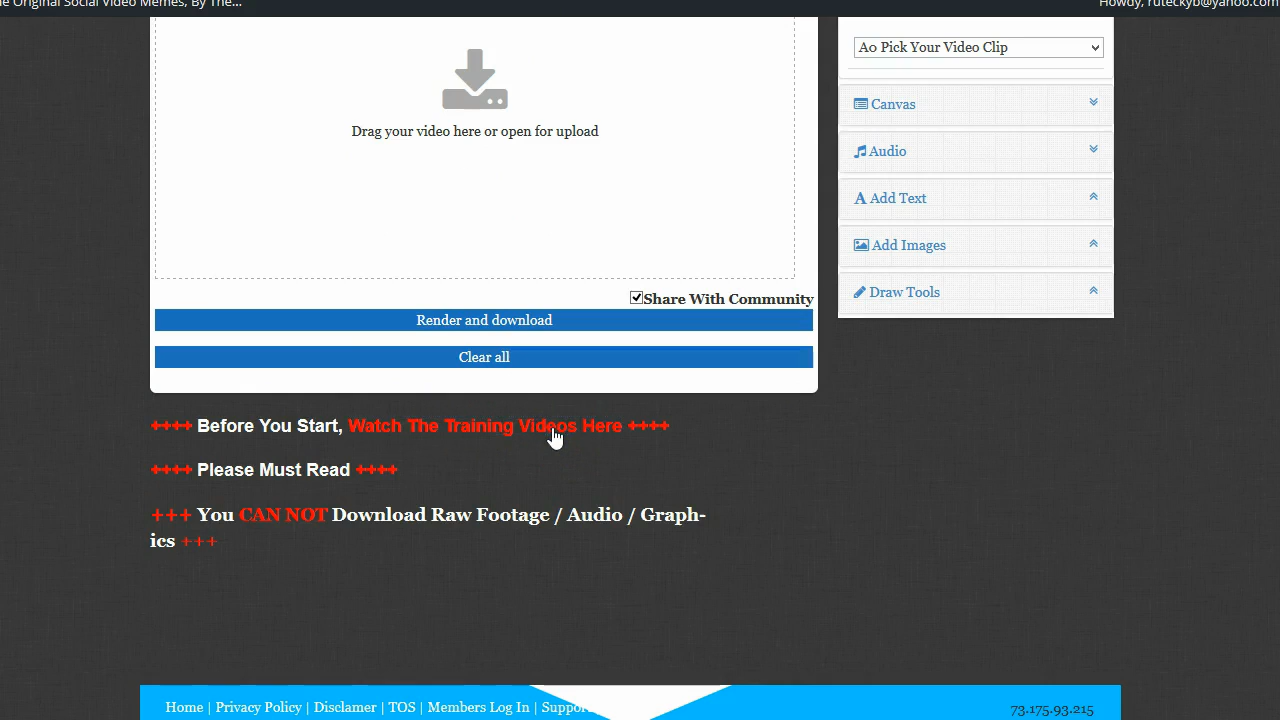 e Original Social Video Memes, By The...
Howdy, ruteckyb@yahoo.com
Ao Pick Your Video Clip
Canvas
Drag your video here or open for upload
Audio
Add Text
Add Images
Draw Tools
Share With Community
Render and download
Clear all
++++ Before You Start, Watch The Training Videos Here ++++
++++ Please Must Read ++++
+++ You CAN NOT Download Raw Footage / Audio / Graph-
ics +++
Home | Privacy Policy | Disclamer | TOS | Members Log In | Suppor
73.175.93.215